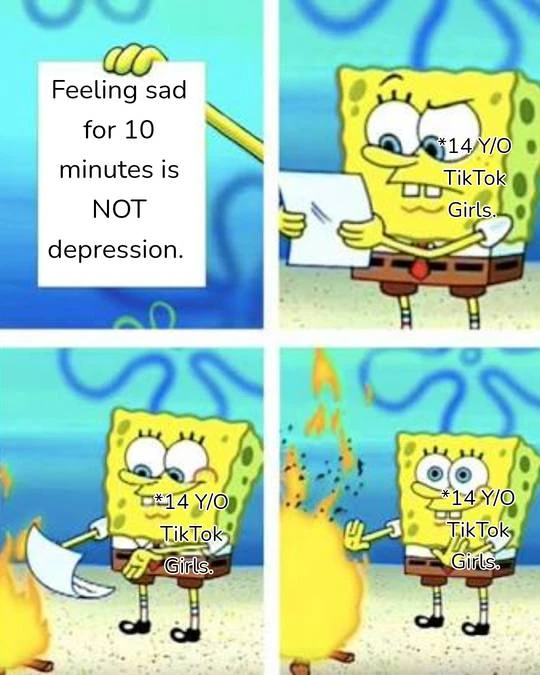 Feeling sad
for 10
minutes is
NOT
depression.
*14 Y/O
TikTok
Girls.
*14 Y/O
TikTok
Girls.
*14 Y/O
TikTok
Girls.